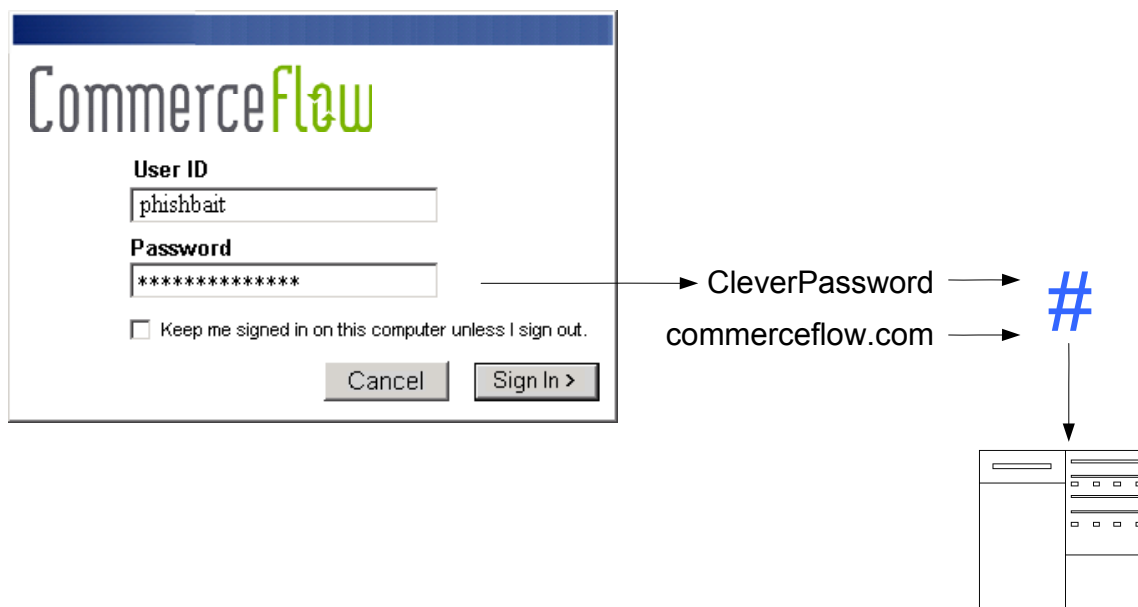 CommerceFlow
User ID
phishbait
Password
**************
Keep me signed in on this computer unless I sign out.
Cancel
Sign In >
CleverPassword
commerceflow.com
#